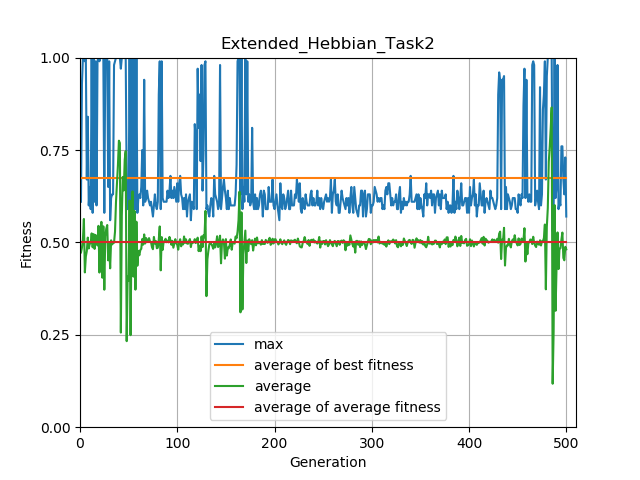 Extended_Hebbian_Task2
1.00
0.75
0.50
0.25
0.00
Fitness
0 100 200 300 400 500
Generation
max
average of best fitness
average
average of average fitness